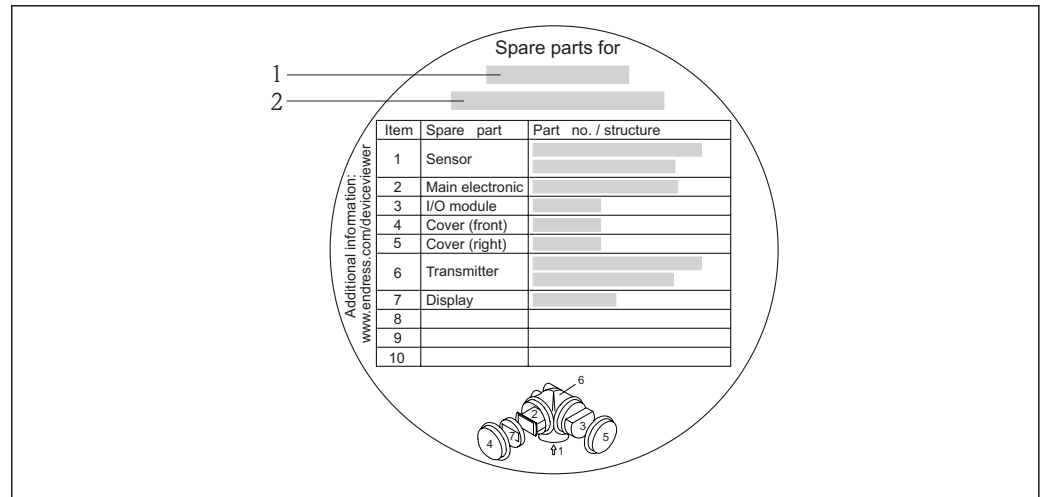 Spare parts for
1
2
Additional information:
www.endress.com/deviceviewer
Item Spare part Part no. / structure
1 Sensor
2 Main electronic
3 I/O module
4 Cover (front)
5 Cover (right)
6 Transmitter
7 Display
8
9
10
6
2
3
4
7
5
1